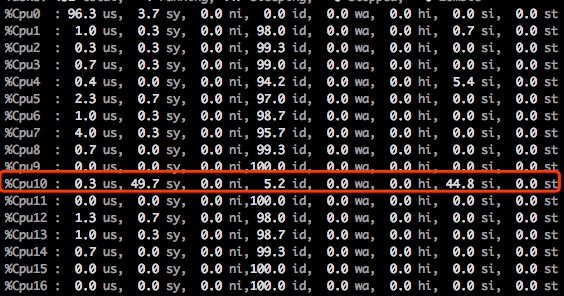 %Cpu0 : 96.3 us, 3.7 sy, 0.0 ni, 0.0 id, 0.0 wa, 0.0 hi, 0.0 si, 0.0 st
%Cpu1 : 1.0 us, 0.3 sy, 0.0 ni, 98.0 id, 0.0 wa, 0.0 hi, 0.7 si, 0.0 st
%Cpu2 : 0.3 us, 0.3 sy, 0.0 ni, 99.3 id, 0.0 wa, 0.0 hi, 0.0 si, 0.0 st
%Cpu3 : 0.7 us, 0.3 sy, 0.0 ni, 99.0 id, 0.0 wa, 0.0 hi, 0.0 si, 0.0 st
%Cpu4 : 0.4 us, 0.0 sy, 0.0 ni, 94.2 id, 0.0 wa, 0.0 hi, 5.4 si, 0.0 st
%Cpu5 : 2.3 us, 0.7 sy, 0.0 ni, 97.0 id, 0.0 wa, 0.0 hi, 0.0 si, 0.0 st
%Cpu6 : 1.0 us, 0.3 sy, 0.0 ni, 98.7 id, 0.0 wa, 0.0 hi, 0.0 si, 0.0 st
%Cpu7 : 4.0 us, 0.3 sy, 0.0 ni, 95.7 id, 0.0 wa, 0.0 hi, 0.0 si, 0.0 st
%Cpu8 : 0.7 us, 0.0 sy, 0.0 ni, 99.3 id, 0.0 wa, 0.0 hi, 0.0 si, 0.0 st
%Cpu9 : 0.0 us, 0.0 sy, 0.0 ni,100.0 id, 0.0 wa, 0.0 hi, 0.0 si, 0.0 st
%Cpu10 : 0.3 us, 49.7 sy, 0.0 ni, 5.2 id, 0.0 wa, 0.0 hi, 44.8 si, 0.0 st
%Cpu11 : 0.0 us, 0.0 sy, 0.0 ni,100.0 id, 0.0 wa, 0.0 hi, 0.0 si, 0.0 st
%Cpu12 : 1.3 us, 0.7 sy, 0.0 ni, 98.0 id, 0.0 wa, 0.0 hi, 0.0 si, 0.0 st
%Cpu13 : 1.0 us, 0.3 sy, 0.0 ni, 98.7 id, 0.0 wa, 0.0 hi, 0.0 si, 0.0 st
%Cpu14 : 0.7 us, 0.0 sy, 0.0 ni, 99.3 id, 0.0 wa, 0.0 hi, 0.0 si, 0.0 st
%Cpu15 : 0.0 us, 0.0 sy, 0.0 ni,100.0 id, 0.0 wa, 0.0 hi, 0.0 si, 0.0 st
%Cpu16 : 0.0 us, 0.0 sy, 0.0 ni,100.0 id, 0.0 wa, 0.0 hi, 0.0 si, 0.0 st